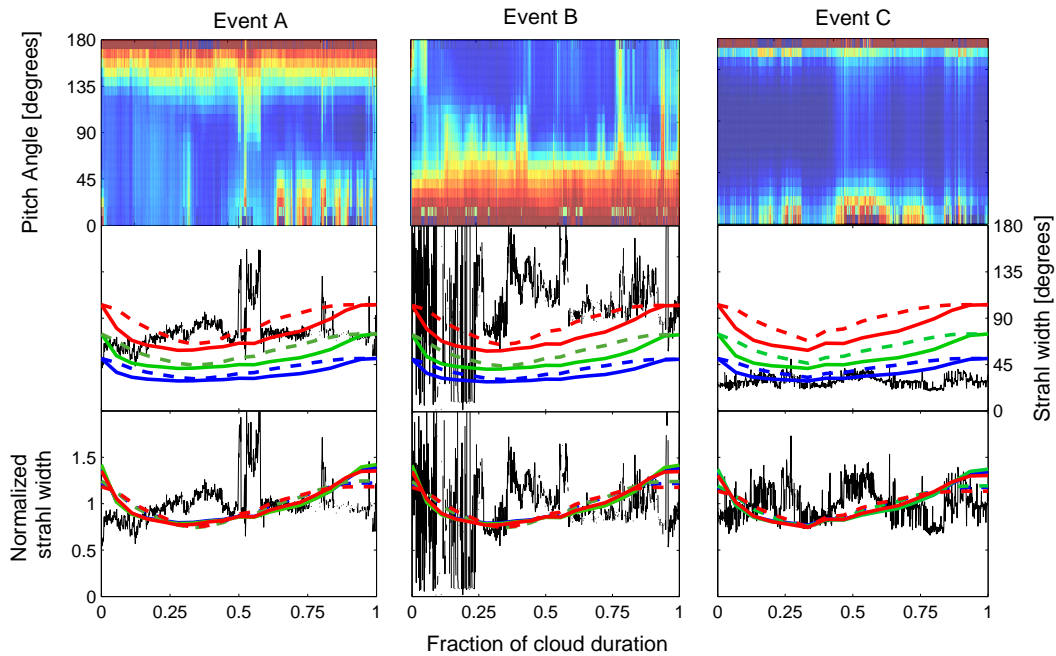 Event A
Event B
Event C
Pitch Angle [degrees]
180
135
90
45
0
Strahl width [degrees]
180
135
90
45
0
Normalized
strahl width
1.5
1
0.5
0
0 0.25 0.5 0.75 1
0 0.25 0.5 0.75 1
0 0.25 0.5 0.75 1
Fraction of cloud duration